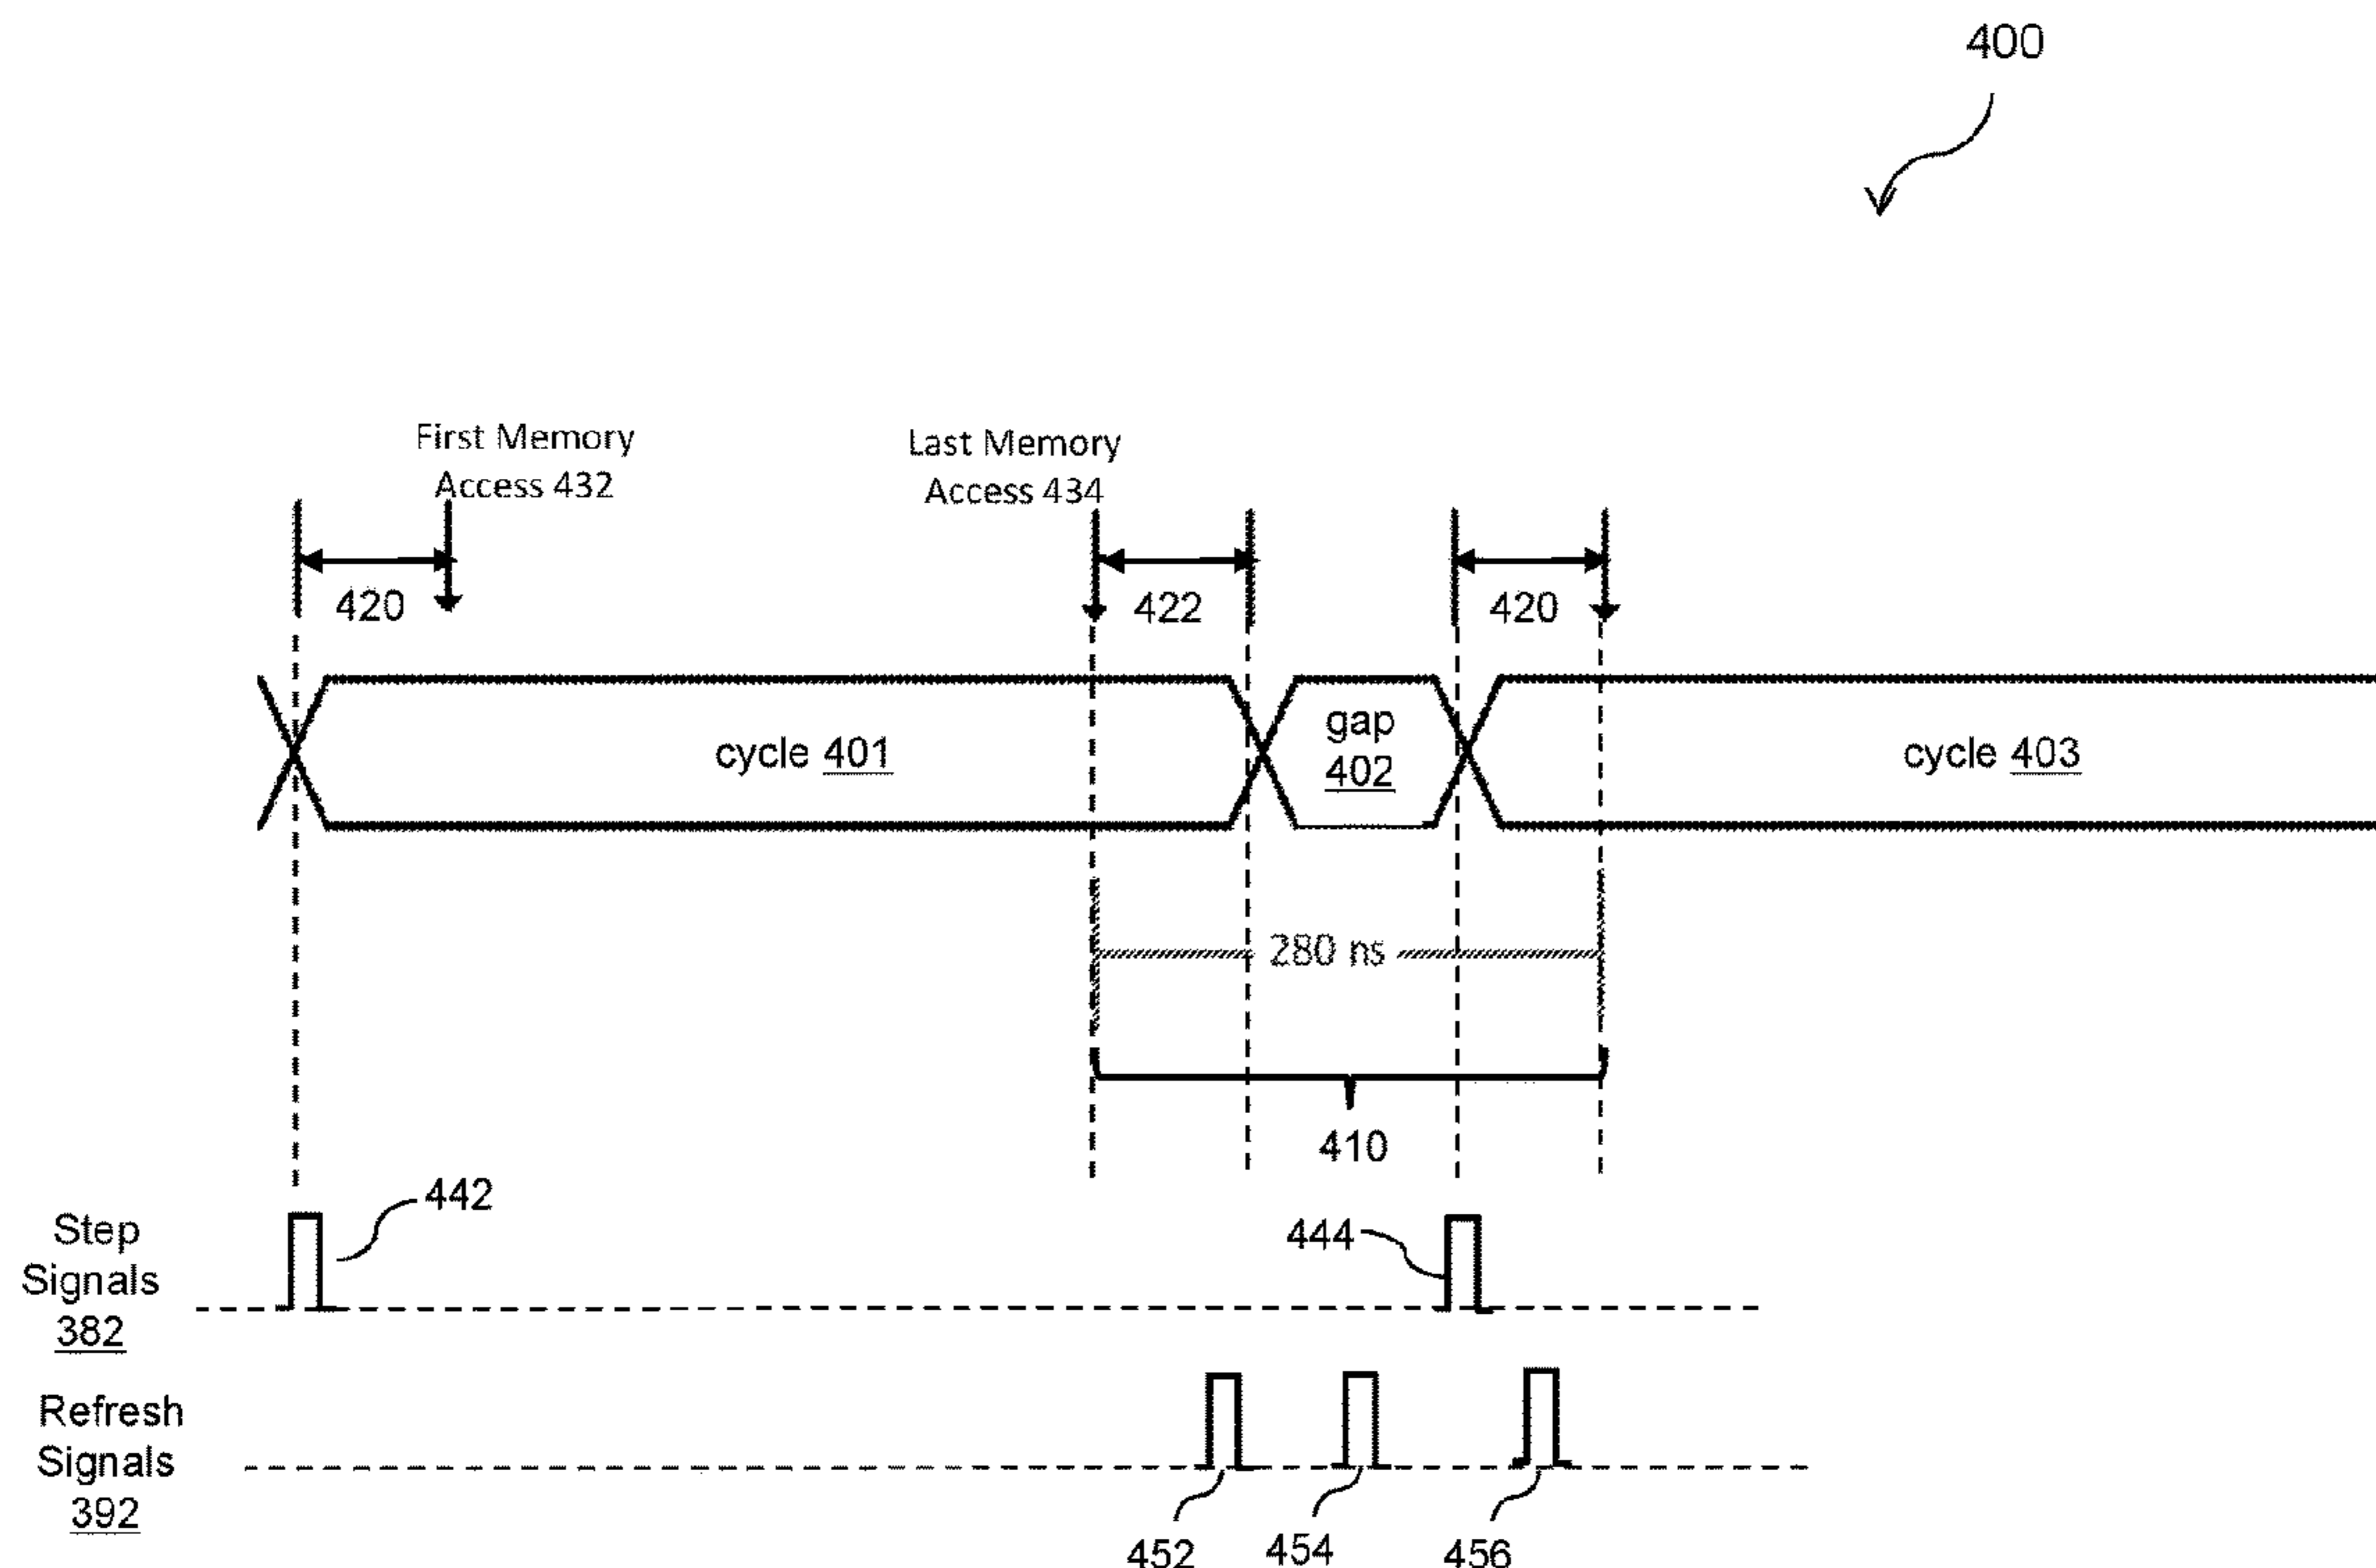 400
First Memory
Access 432
Last Memory
Access 434
420
422
420
cycle 401
gap
402
cycle 403
280 ns
410
442
444
Step
Signals
382
Refresh
Signals
392
452
454
456